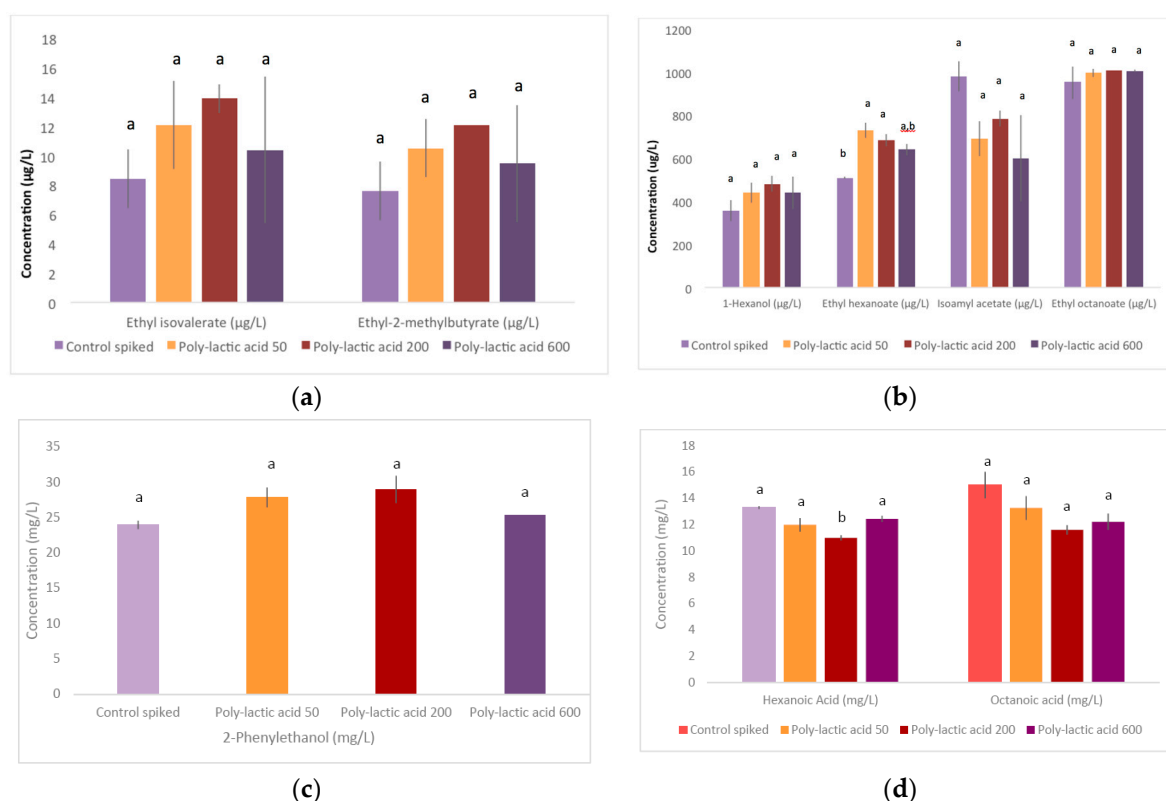 18
16
14
12
10
8
6
4
2
0
Concentration (µg/L)
a a a a a a a a
Ethyl isovalerate (µg/L) Ethyl-2-methylbutyrate (µg/L)
Control spiked Poly-lactic acid 50 Poly-lactic acid 200 Poly-lactic acid 600
(a)
1200
1000
800
600
400
200
0
Concentration (ug/L)
a a a a b a a a,b a a a a a a a a
1-Hexanol (µg/L) Ethyl hexanoate (µg/L) Isoamyl acetate (µg/L) Ethyl octanoate (µg/L)
Control spiked Poly-lactic acid 50 Poly-lactic acid 200 Poly-lactic acid 600
(b)
35
30
25
20
15
10
5
0
Concentration (mg/L)
a a a a
Control spiked Poly-lactic acid 50 Poly-lactic acid 200 Poly-lactic acid 600
2-Phenylethanol (mg/L)
(c)
18
16
14
12
10
8
6
4
2
0
Concentration (mg/L)
a a b a a a a a
Hexanoic Acid (mg/L) Octanoic acid (mg/L)
Control spiked Poly-lactic acid 50 Poly-lactic acid 200 Poly-lactic acid 600
(d)